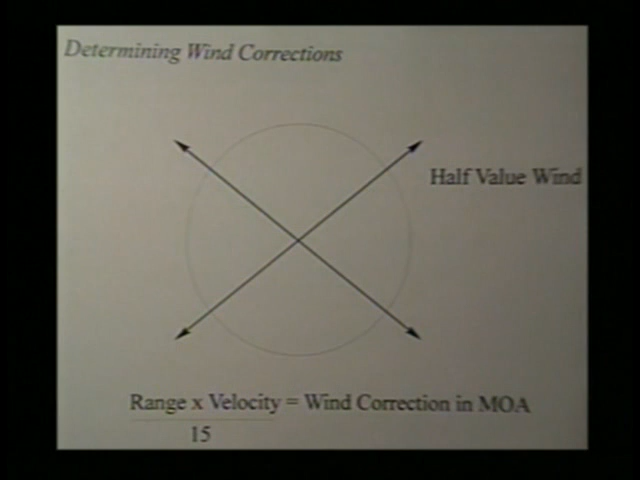 Determining Wind Corrections
Half Value Wind
Range x Velocity = Wind Correction in MOA
15